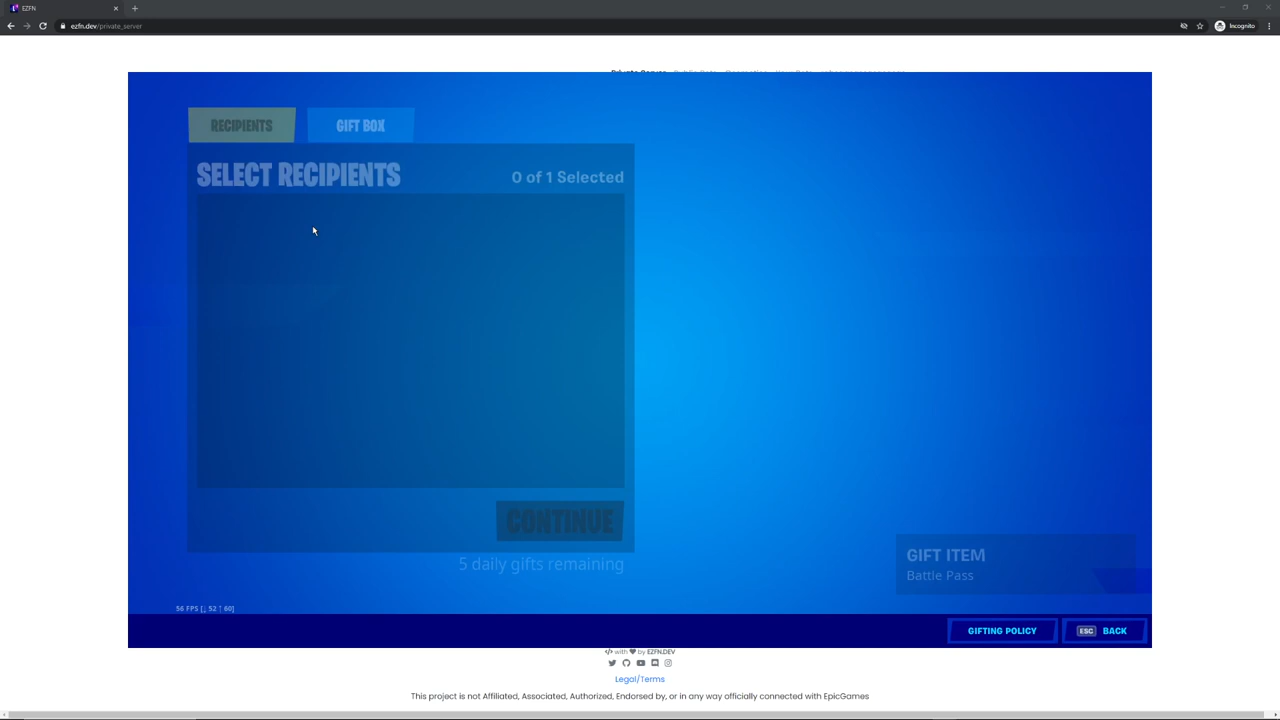 EZFN
ezfn.dev/private_server
Incognito
Private Server
RECIPIENTS
GIFT BOX
SELECT RECIPIENTS
0 of 1 Selected
CONTINUE
5 daily gifts remaining
GIFT ITEM
Battle Pass
56 FPS [↓ 52 ↑ 60]
GIFTING POLICY
ESC BACK
</> with ❤ by EZFN.DEV
Legal/Terms
This project is not Affiliated, Associated, Authorized, Endorsed by, or in any way officially connected with EpicGames